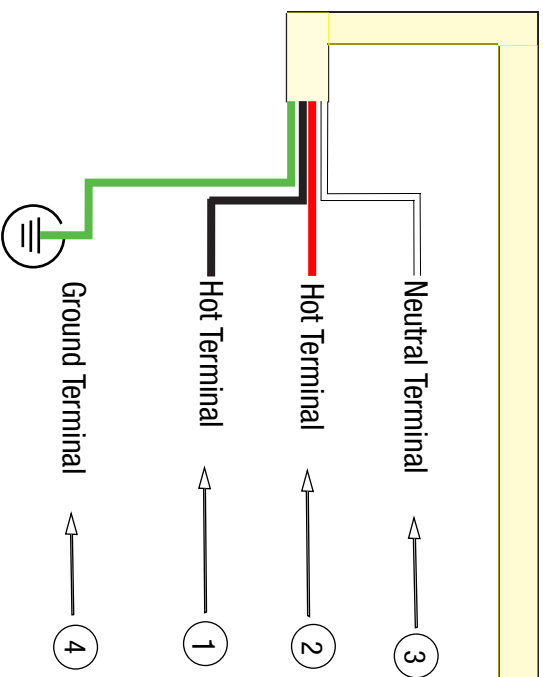 Neutral Terminal
3
Hot Terminal
2
Hot Terminal
1
Ground Terminal
4